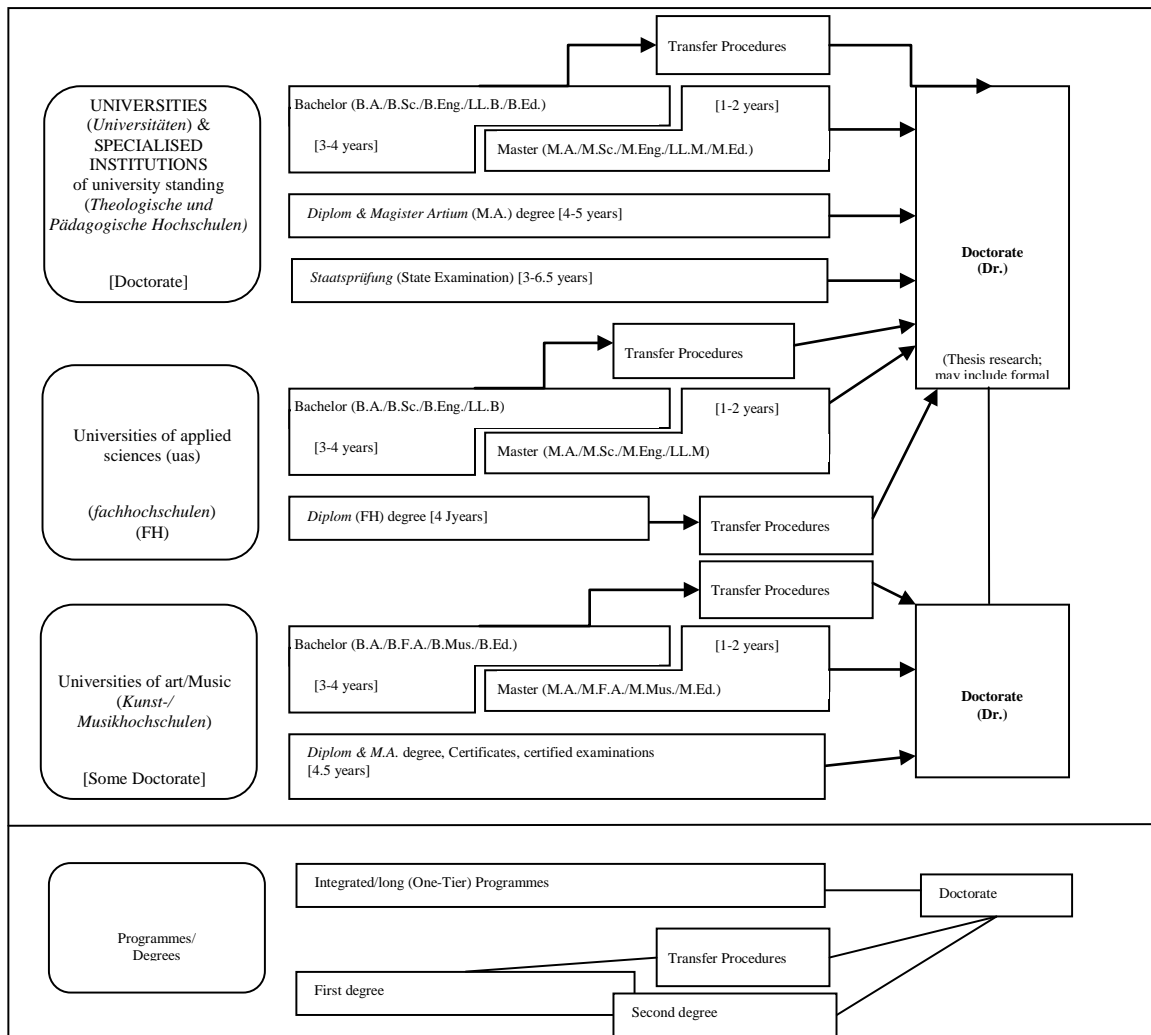 Transfer Procedures
UNIVERSITIES
(Universitäten) &
SPECIALISED
INSTITUTIONS
of university standing
(Theologische und
Pädagogische Hochschulen)
[Doctorate]
Bachelor (B.A./B.Sc./B.Eng./LL.B./B.Ed.)
[3-4 years]
[1-2 years]
Master (M.A./M.Sc./M.Eng./LL.M./M.Ed.)
Diplom & Magister Artium (M.A.) degree [4-5 years]
Staatsprüfung (State Examination) [3-6.5 years]
Doctorate
(Dr.)
(Thesis research;
may include formal
Transfer Procedures
Universities of applied
sciences (uas)
(fachhochschulen)
(FH)
Bachelor (B.A./B.Sc./B.Eng./LL.B)
[3-4 years]
[1-2 years]
Master (M.A./M.Sc./M.Eng./LL.M)
Diplom (FH) degree [4 Jyears]
Transfer Procedures
Transfer Procedures
Universities of art/Music
(Kunst-/
Musikhochschulen)
[Some Doctorate]
Bachelor (B.A./B.F.A./B.Mus./B.Ed.)
[3-4 years]
[1-2 years]
Master (M.A./M.F.A./M.Mus./M.Ed.)
Diplom & M.A. degree, Certificates, certified examinations
[4.5 years]
Doctorate
(Dr.)
Programmes/
Degrees
Integrated/long (One-Tier) Programmes
Doctorate
Transfer Procedures
First degree
Second degree